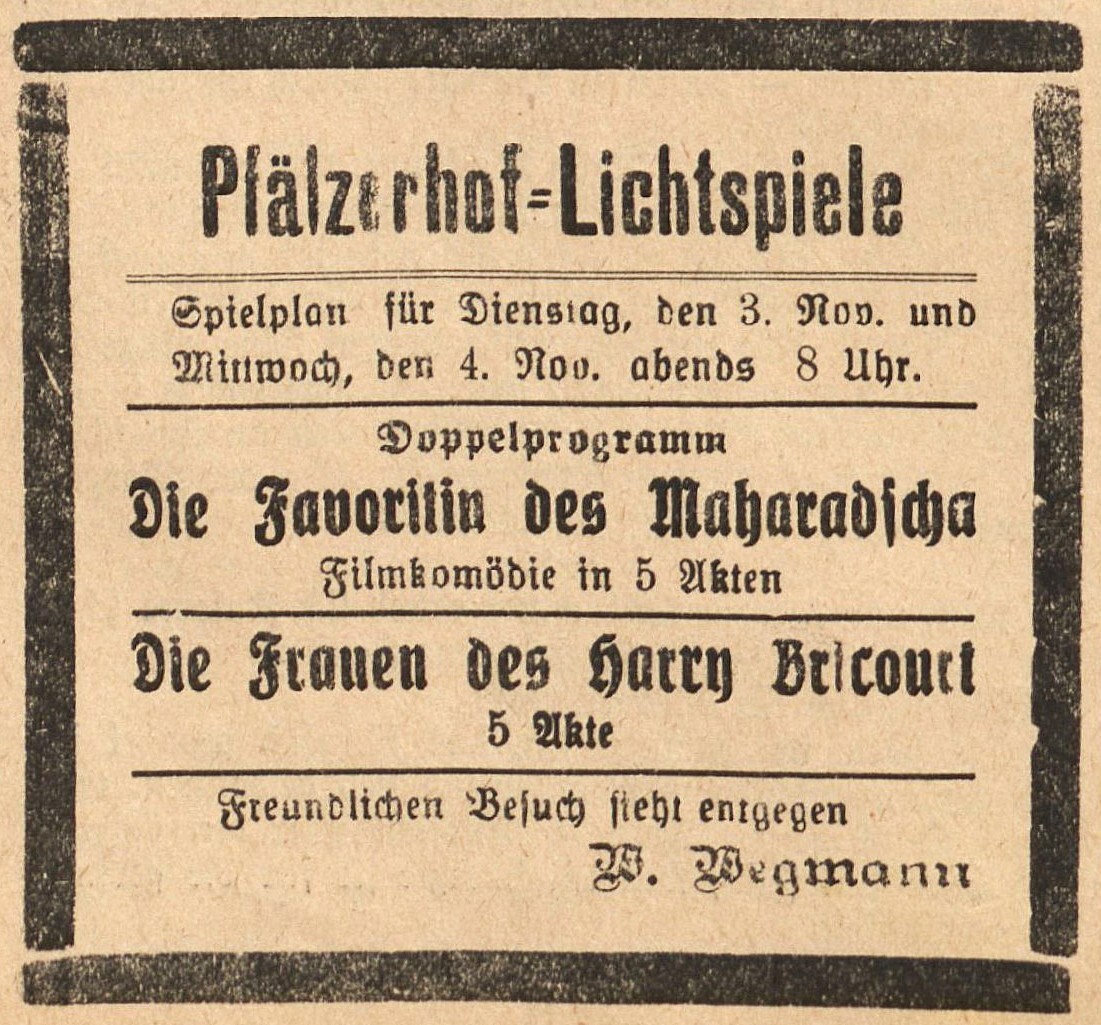 Pfälzerhof-Lichtspiele
Spielplan für Dienstag, den 3. Nov. und
Mittwoch, den 4. Nov. abends 8 Uhr.
Doppelprogramm
Die Favoritin des Maharadscha
Filmkomödie in 5 Akten
Die Frauen des Harry Bricourt
5 Akte
Freundlichen Besuch sieht entgegen
W. Wegmann